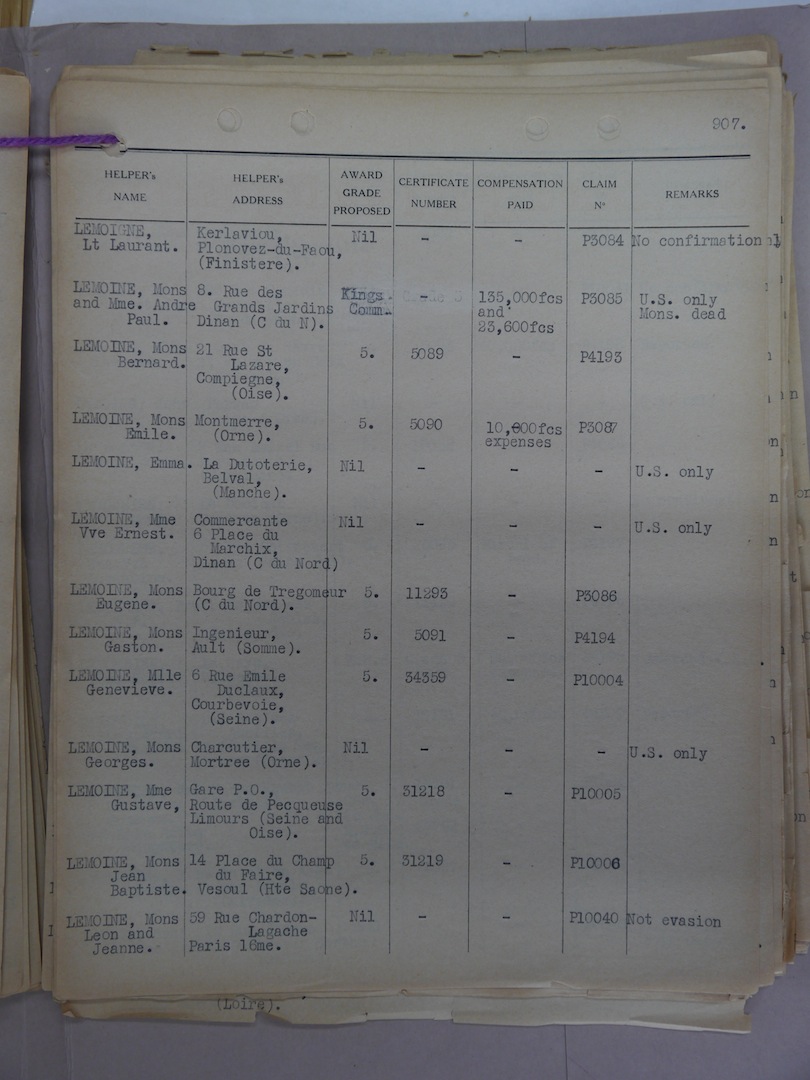 907.
HELPER's NAME | HELPER's ADDRESS | AWARD GRADE PROPOSED | CERTIFICATE NUMBER | COMPENSATION PAID | CLAIM Nº | REMARKS
LEMOIGNE, Kerlaviou, Nil - - P3084 No confirmation
Lt Laurant. Plonovez-du-Faou,
(Finistere).
LEMOINE, Mons 8. Rue des Kings - 135,000fcs P3085 U.S. only
and Mme. Andre Grands Jardins Comm. and Mons. dead
Paul. Dinan (C du N). 23,600fcs
LEMOINE, Mons 21 Rue St 5. 5089 - P4193
Bernard. Lazare,
Compiegne,
(Oise).
LEMOINE, Mons Montmerre, 5. 5090 10,000fcs P3087
Emile. (Orne). expenses
LEMOINE, Emma. La Dutoterie, Nil - - - U.S. only
Belval,
(Manche).
LEMOINE, Mme Commercante Nil - - - U.S. only
Vve Ernest. 6 Place du
Marchix,
Dinan (C du Nord)
LEMOINE, Mons Bourg de Tregomeur 5. 11293 - P3086
Eugene. (C du Nord).
LEMOINE, Mons Ingenieur, 5. 5091 - P4194
Gaston. Ault (Somme).
LEMOINE, Mlle 6 Rue Emile 5. 34359 - P10004
Genevieve. Duclaux,
Courbevoie,
(Seine).
LEMOINE, Mons Charcutier, Nil - - - U.S. only
Georges. Mortree (Orne).
LEMOINE, Mme Gare P.O., 5. 31218 - P10005
Gustave, Route de Pecqueuse
Limours (Seine and
Oise).
LEMOINE, Mons 14 Place du Champ 5. 31219 - P10006
Jean du Faire,
Baptiste. Vesoul (Hte Saone).
LEMOINE, Mons 59 Rue Chardon- Nil - - P10040 Not evasion
Leon and Lagache
Jeanne. Paris 16me.
(Loire).